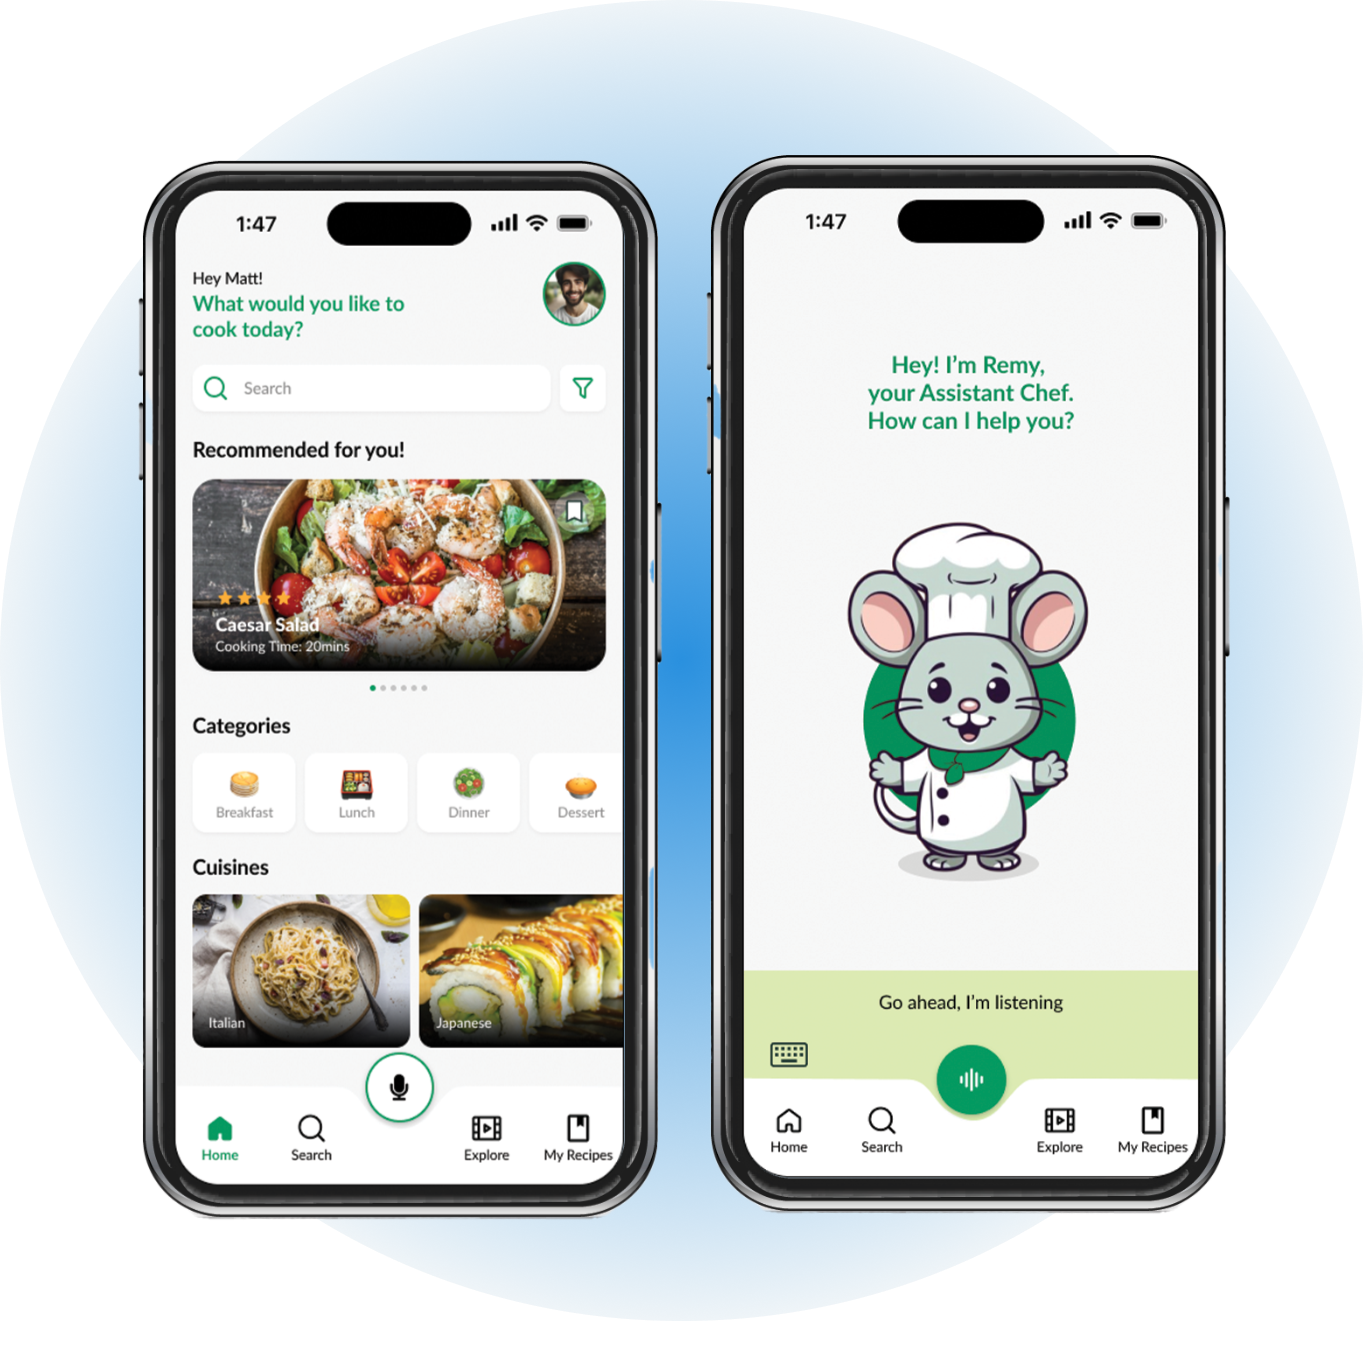 1:47
Hey Matt!
What would you like to
cook today?
Search
Recommended for you!
Caesar Salad
Cooking Time: 20mins
Categories
Breakfast
Lunch
Dinner
Dessert
Cuisines
Italian
Japanese
Home
Search
Explore
My Recipes
1:47
Hey! I'm Remy,
your Assistant Chef.
How can I help you?
Go ahead, I'm listening
Home
Search
Explore
My Recipes